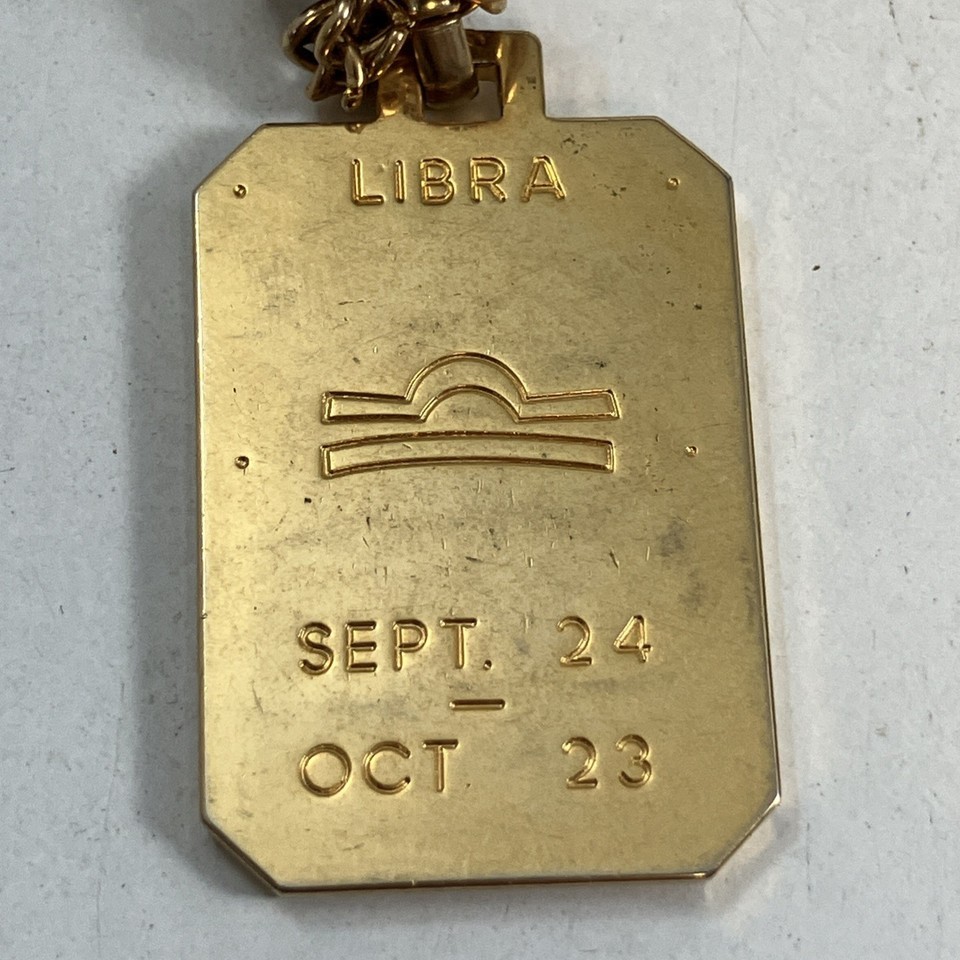 LIBRA
SEPT. 24
—
OCT 23